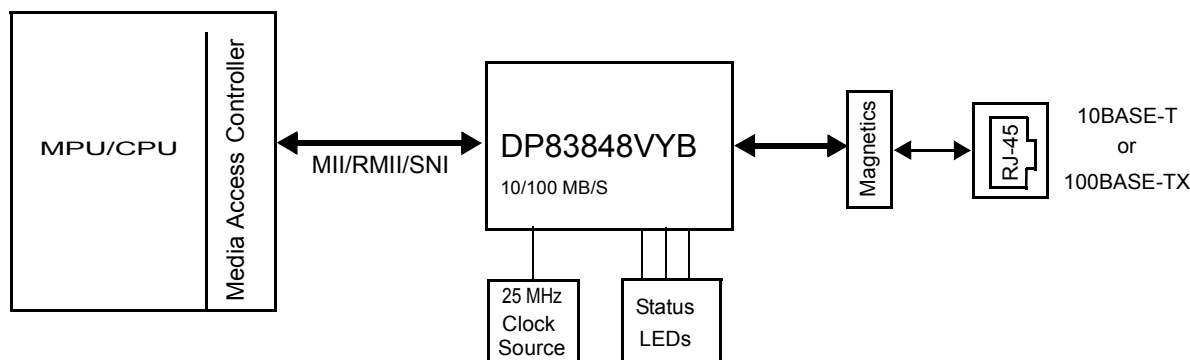 MPU/CPU
Media Access Controller
MII/RMII/SNI
DP83848VYB
10/100 MB/S
25 MHz
Clock
Source
Status
LEDs
Magnetics
RJ-45
10BASE-T
or
100BASE-TX